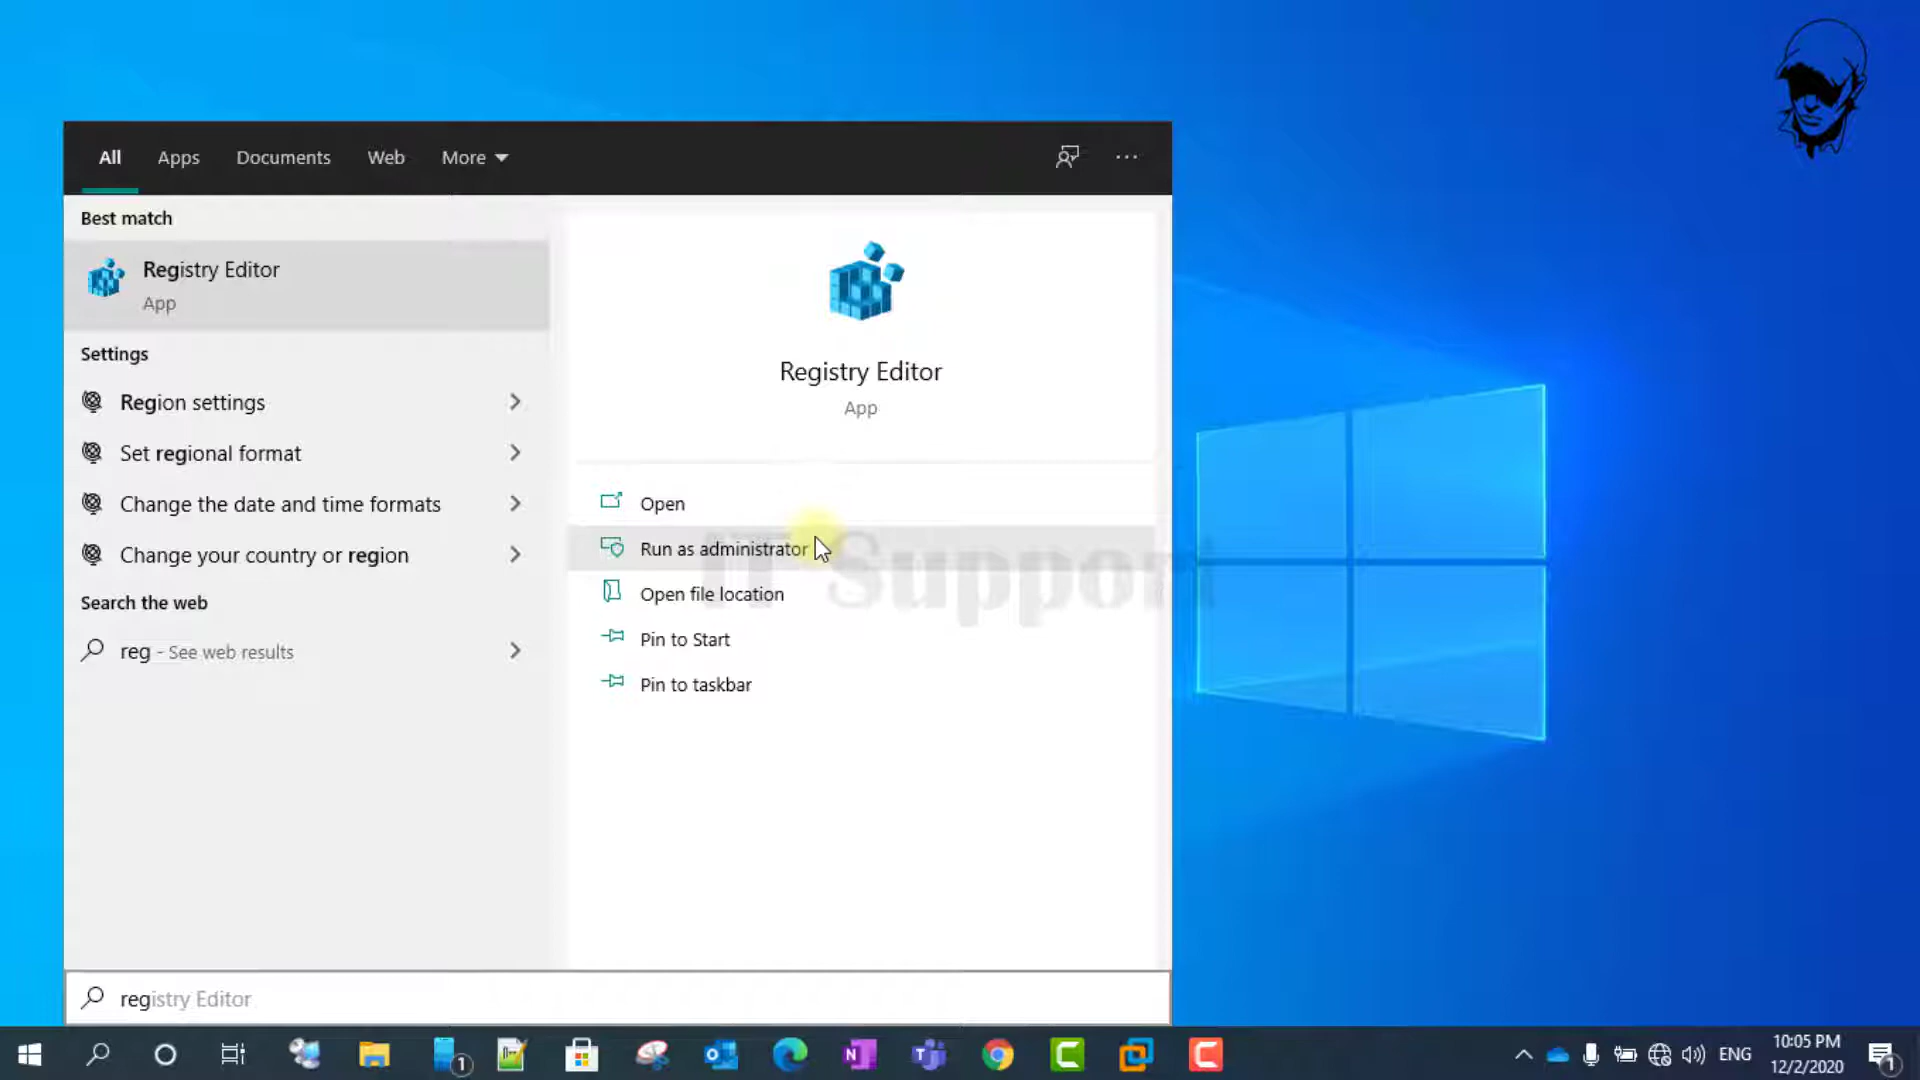 All Apps Documents Web More
Best match
Registry Editor
App
Settings
Region settings
Set regional format
Change the date and time formats
Change your country or region
Search the web
reg - See web results
Registry Editor
App
Open
Run as administrator
Open file location
Pin to Start
Pin to taskbar
IT Support
registry Editor
1
ENG
10:05 PM
12/2/2020
1